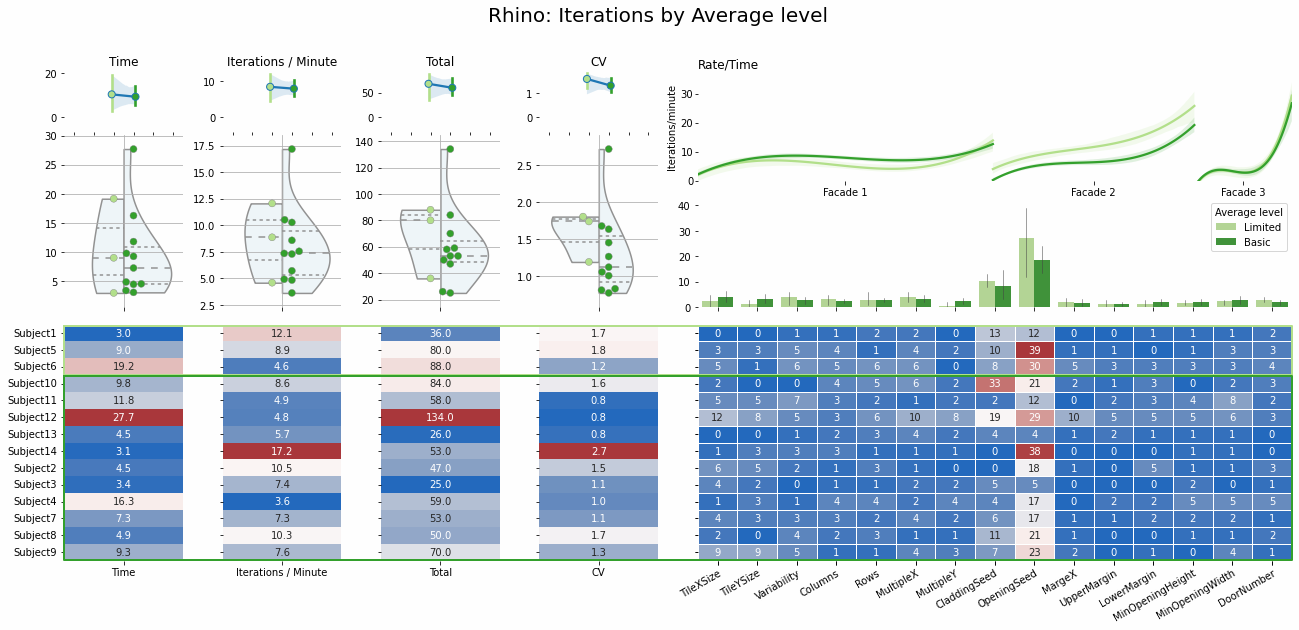 Rhino: Iterations by Average level
Time
Iterations / Minute
Total
CV
Rate/Time
20
0
10
0
50
0
1
0
Iterations/minute
30
20
10
0
Facade 1
Facade 2
Facade 3
30
25
20
15
10
5
17.5
15.0
12.5
10.0
7.5
5.0
2.5
140
120
100
80
60
40
20
2.5
2.0
1.5
1.0
40
30
20
10
0
Average level
Limited
Basic
Subject1 3.0 12.1 36.0 1.7 0 0 1 1 2 2 0 13 12 0 0 1 1 1 2
Subject5 9.0 8.9 80.0 1.8 3 3 5 4 1 4 2 10 39 1 1 0 1 3 3
Subject6 19.2 4.6 88.0 1.2 5 1 6 5 6 6 0 8 30 5 3 3 3 3 4
Subject10 9.8 8.6 84.0 1.6 2 0 0 4 5 6 2 33 21 2 1 3 0 2 3
Subject11 11.8 4.9 58.0 0.8 5 5 7 3 2 2 1 2 12 0 2 3 4 8 2
Subject12 27.7 4.8 134.0 0.8 12 8 5 3 6 10 8 19 29 10 5 5 5 6 3
Subject13 4.5 5.7 26.0 0.8 0 0 1 2 3 4 2 4 4 1 2 1 1 1 0
Subject14 3.1 17.2 53.0 2.7 1 3 3 3 1 1 1 0 38 0 0 0 1 1 0
Subject2 4.5 10.5 47.0 1.5 6 5 2 1 3 1 0 0 18 1 0 5 1 1 3
Subject3 3.4 7.4 25.0 1.1 4 2 0 1 1 2 2 5 5 0 0 0 2 0 1
Subject4 16.3 3.6 59.0 1.0 1 3 1 4 4 2 4 4 17 0 2 2 5 5 5
Subject7 7.3 7.3 53.0 1.1 4 3 3 3 2 4 2 6 17 1 1 2 2 2 1
Subject8 4.9 10.3 50.0 1.7 2 0 4 2 3 1 1 11 21 1 0 0 1 1 2
Subject9 9.3 7.6 70.0 1.3 9 9 5 1 1 4 3 7 23 2 0 1 0 4 1
Time
Iterations / Minute
Total
CV
TileXSize
TileYSize
Variability
Columns
Rows
MultipleX
MultipleY
CladdingSeed
OpeningSeed
MargeX
UpperMargin
LowerMargin
MinOpeningHeight
MinOpeningWidth
DoorNumber